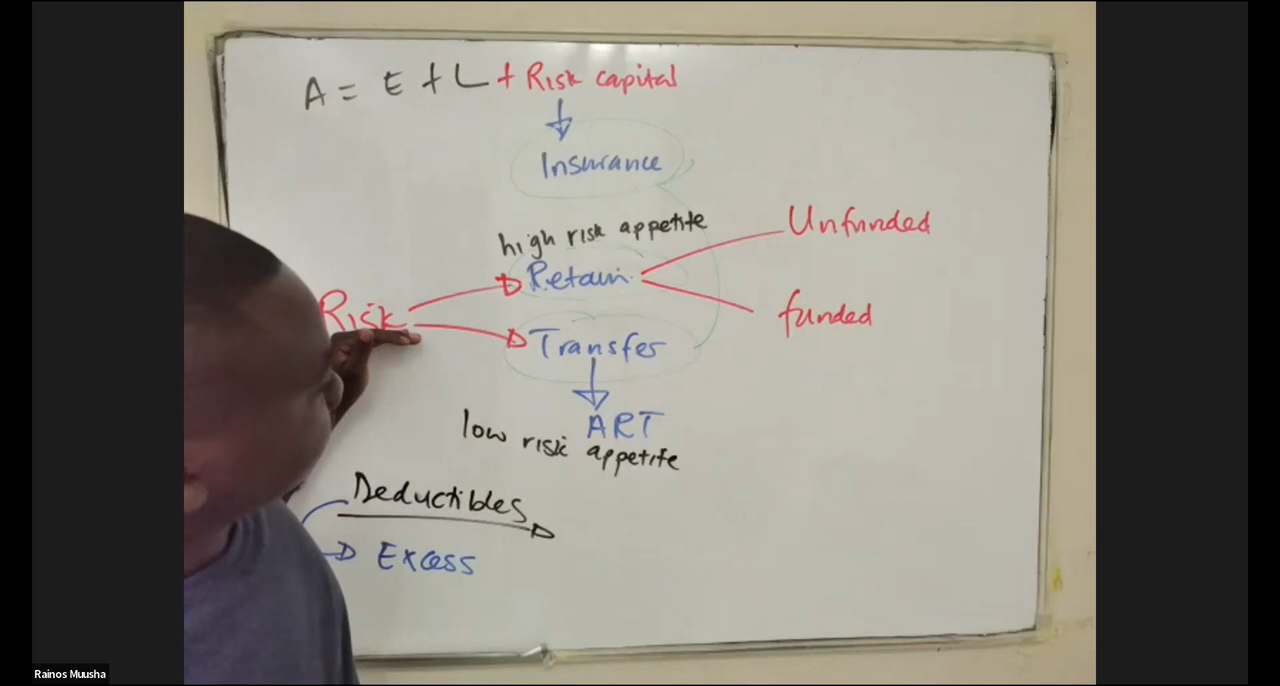 A = E + L + Risk capital
Insurance
high risk appetite
Unfunded
Retain
Risk
funded
Transfer
ART
low risk appetite
Deductibles
Excess
Rainos Muusha